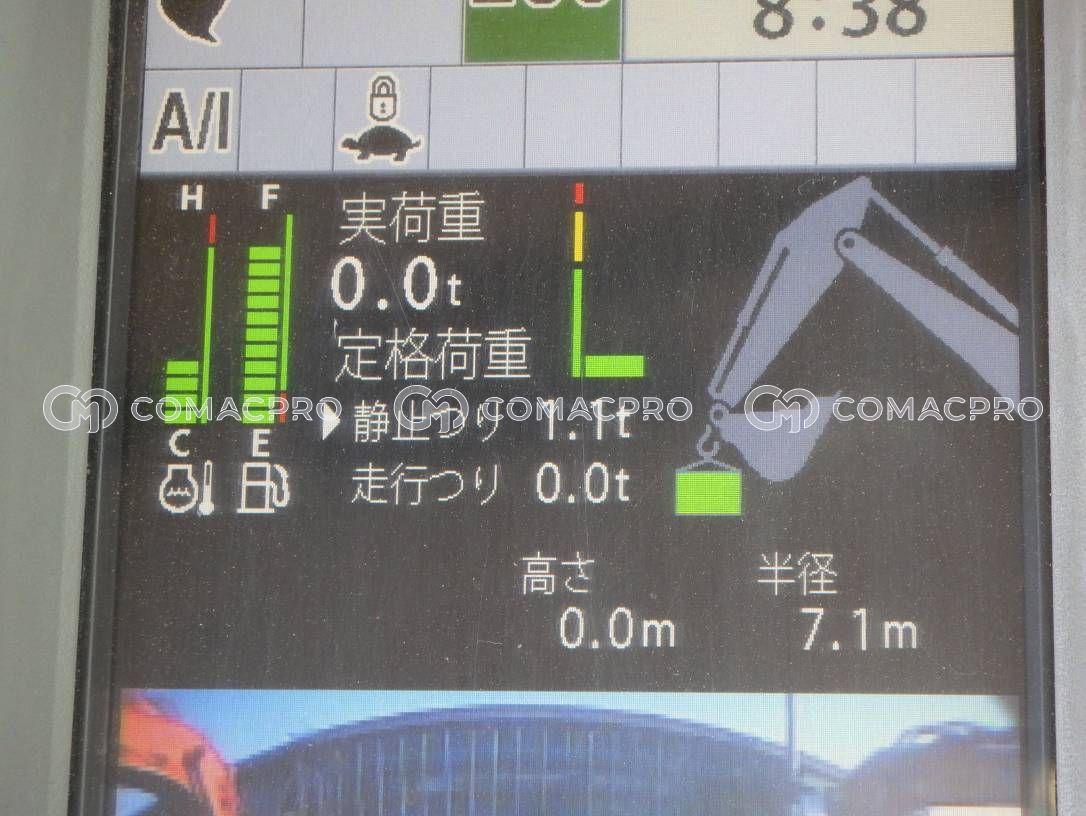 8:38
A/I
H F
実荷重
0.0t
定格荷重
静止つり 1.1t
走行つり 0.0t
C E
高さ 半径
0.0m 7.1m
COMACPRO COMACPRO COMACPRO